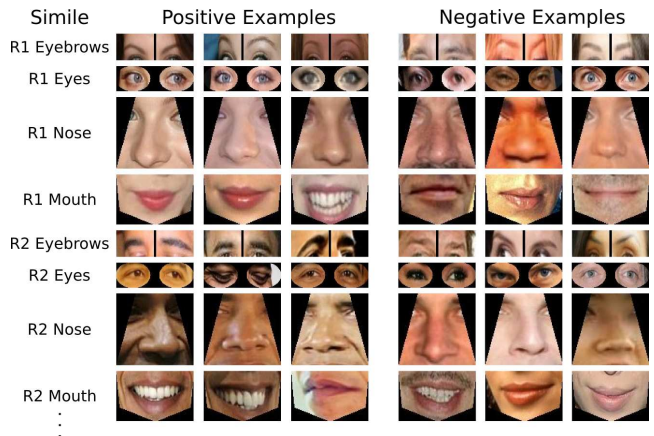 Simile Positive Examples Negative Examples
R1 Eyebrows
R1 Eyes
R1 Nose
R1 Mouth
R2 Eyebrows
R2 Eyes
R2 Nose
R2 Mouth